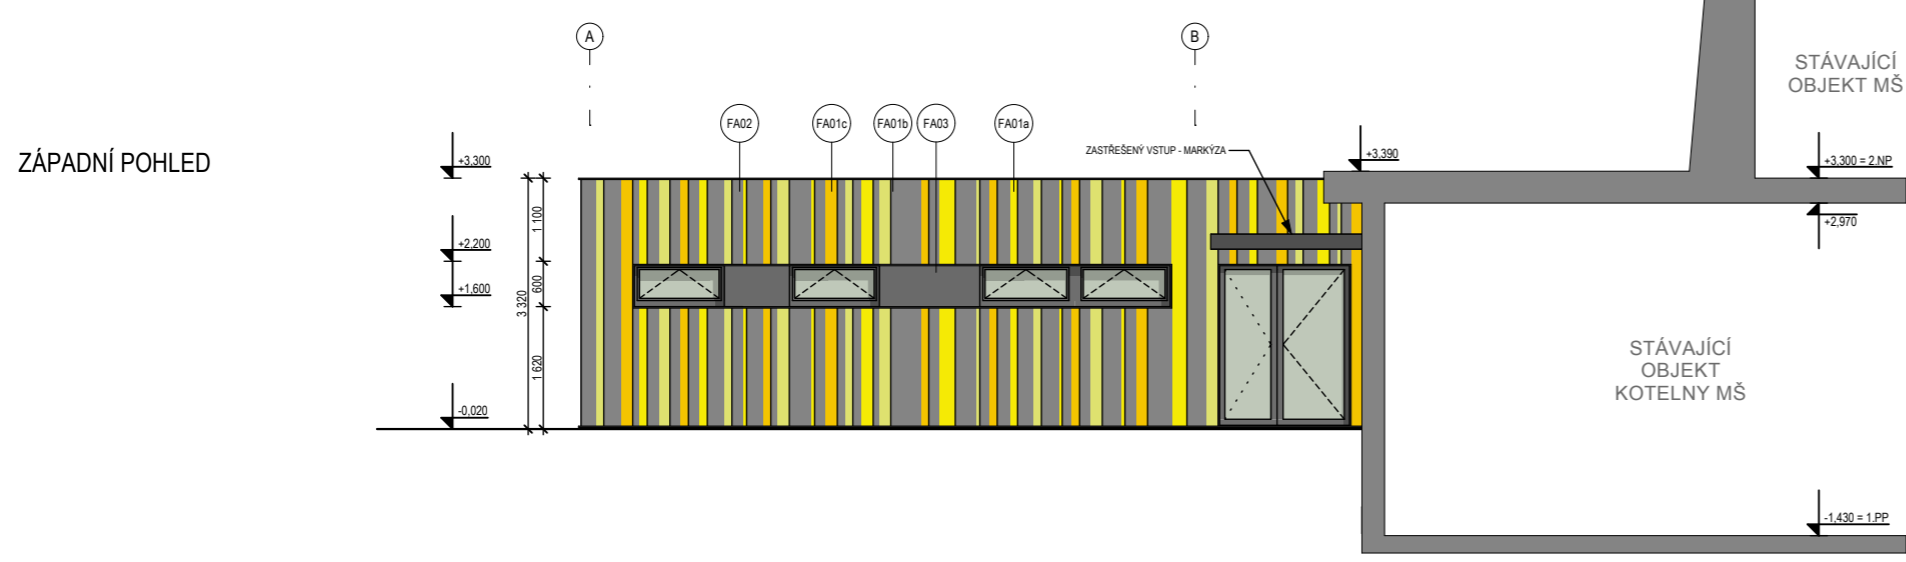 A
B
STÁVAJÍCÍ
OBJEKT MŠ
FA02
FA01c
FA01b
FA03
FA01a
ZASTŘEŠENÝ VSTUP - MARKÝZA
ZÁPADNÍ POHLED
+3,300
+3,390
+3,300 = 2.NP
+2,970
+2,200
+1,600
-0,020
3 320
1 100
600
1 620
STÁVAJÍCÍ
OBJEKT
KOTELNY MŠ
-1,430 = 1.PP